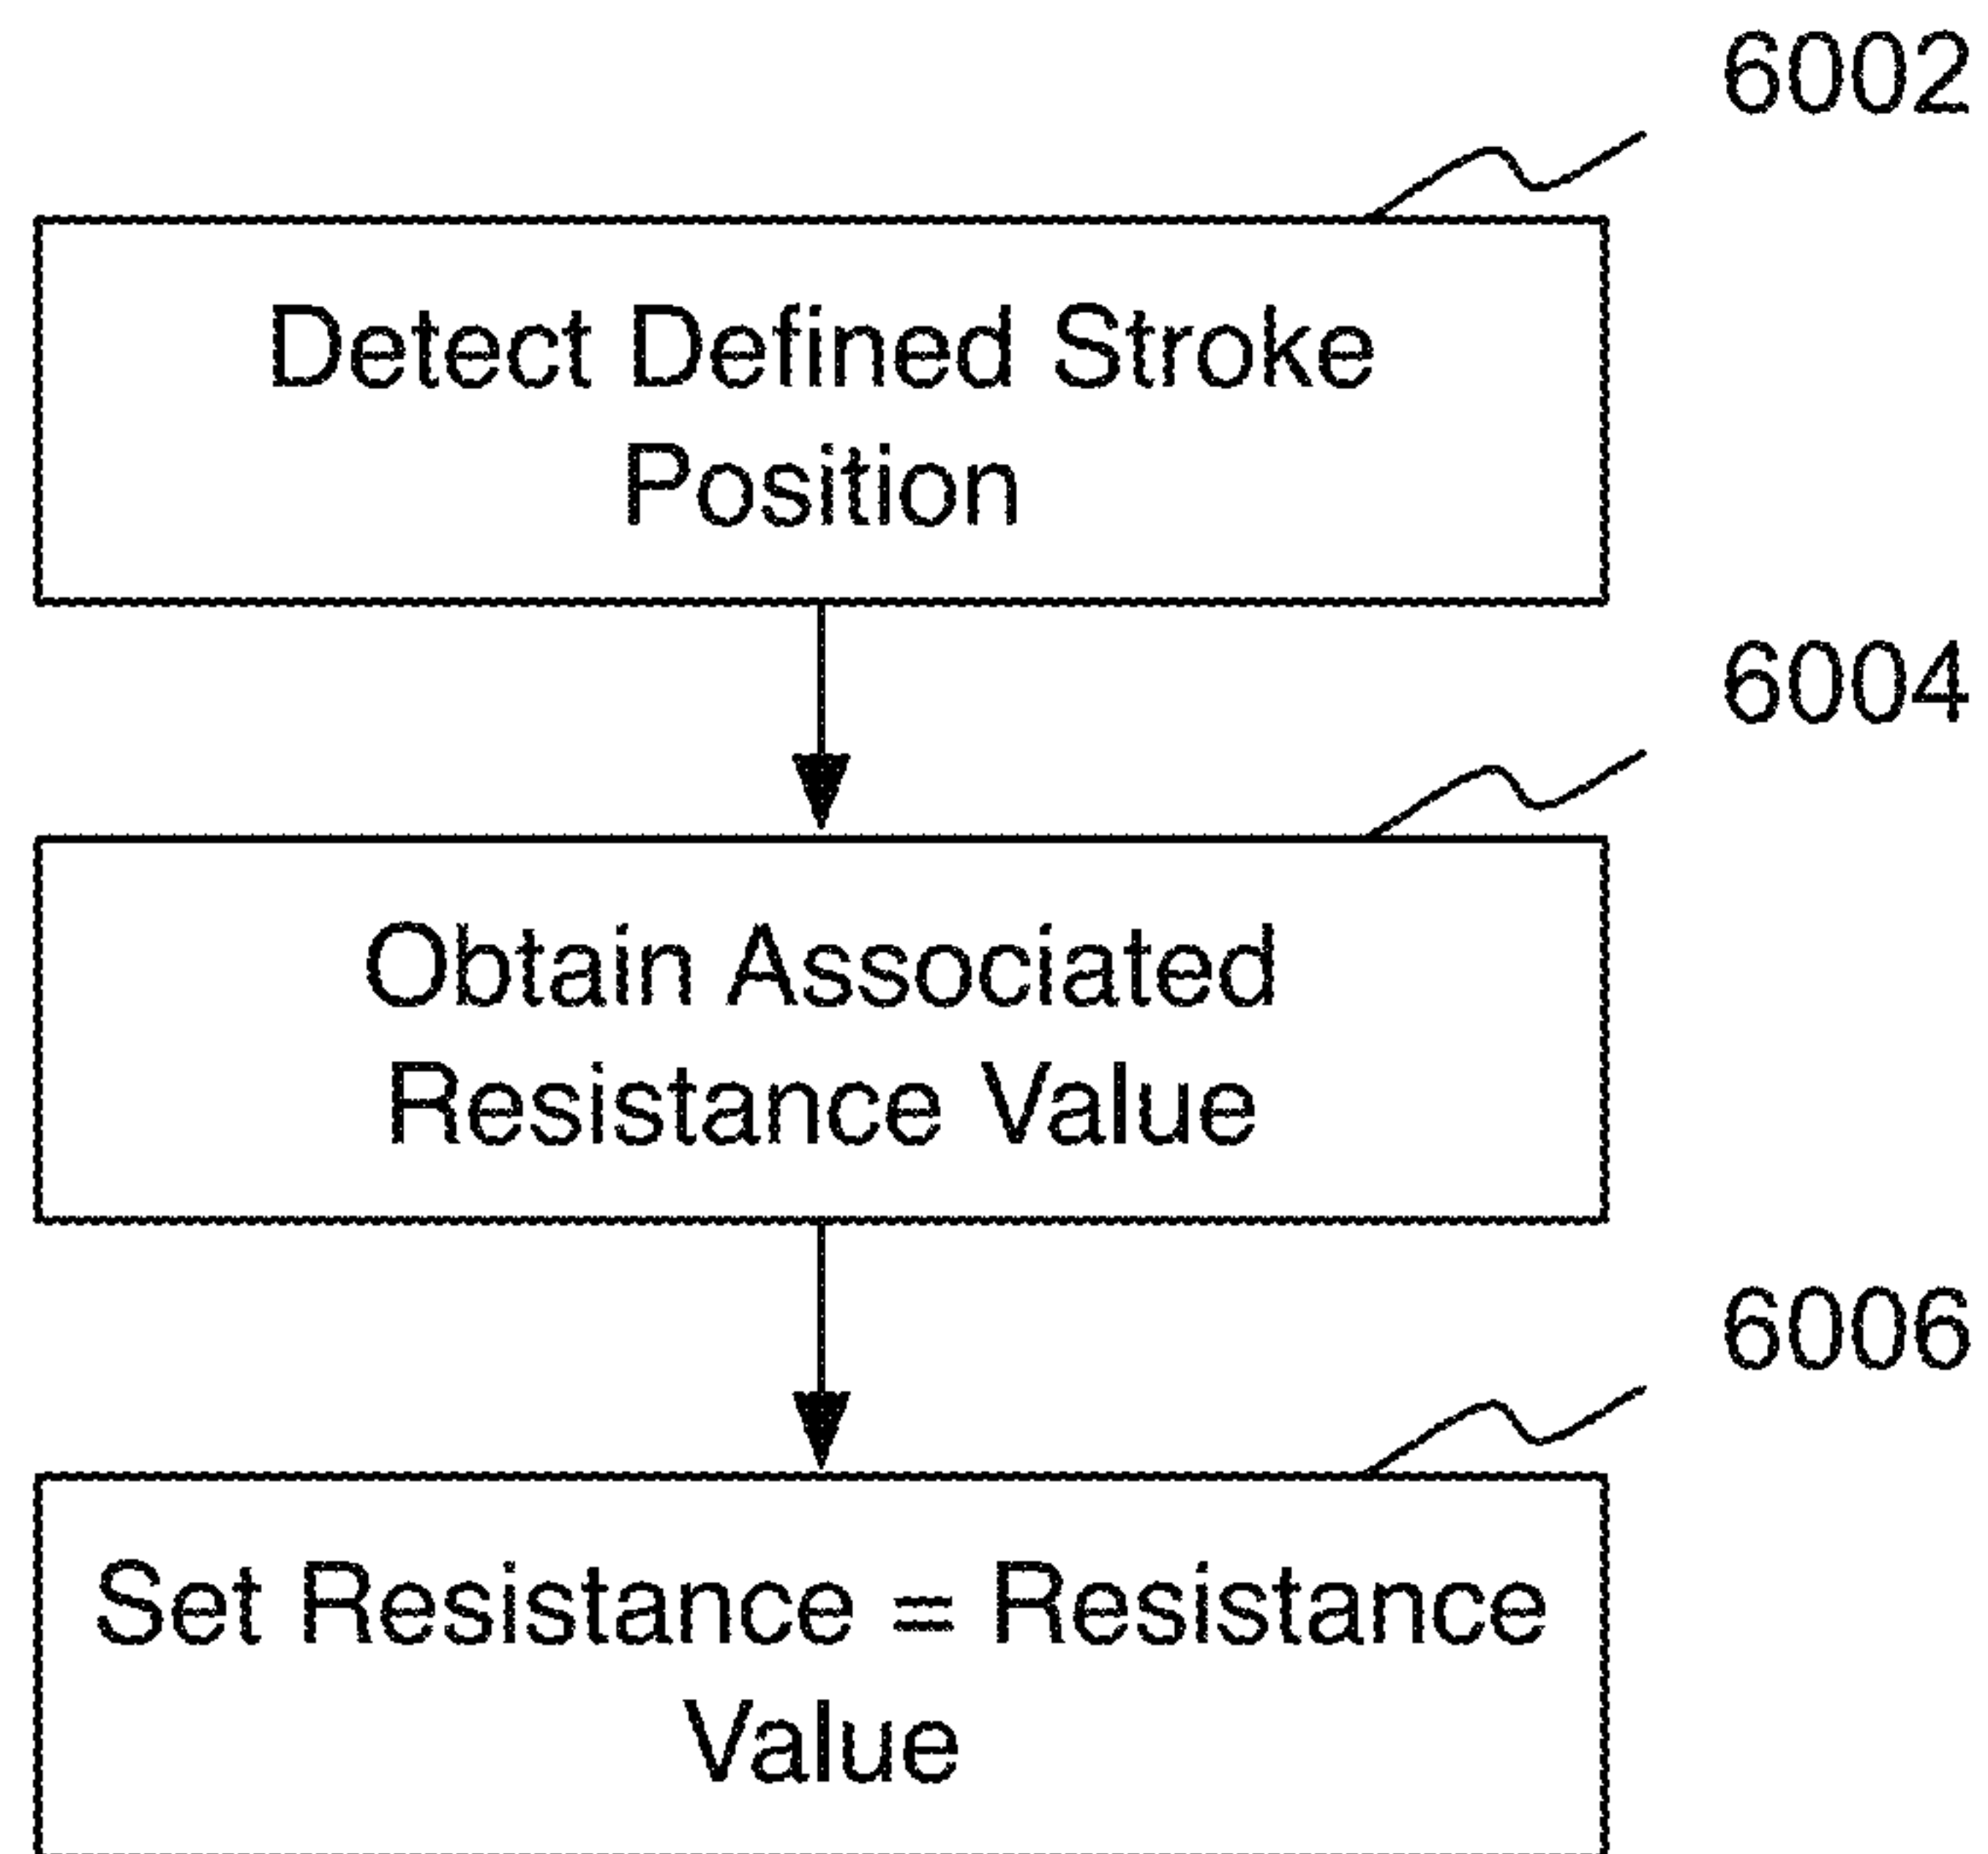 6002
Detect Defined Stroke
Position
6004
Obtain Associated
Resistance Value
6006
Set Resistance = Resistance
Value